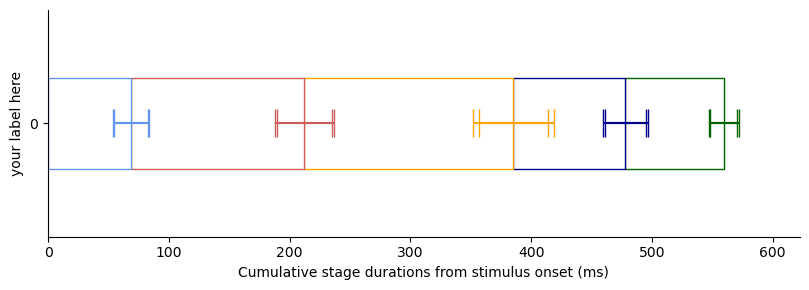 your label here
0
0 100 200 300 400 500 600
Cumulative stage durations from stimulus onset (ms)